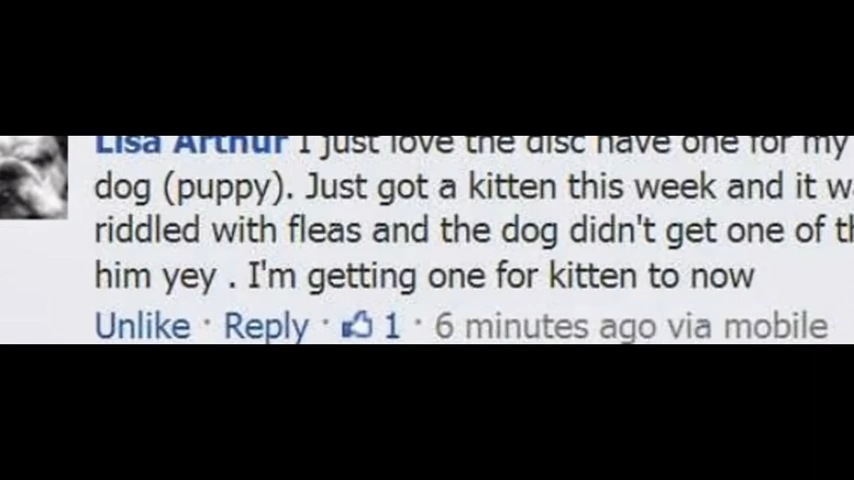 Lisa Arthur I just love the disc have one for my
dog (puppy). Just got a kitten this week and it
riddled with fleas and the dog didn't get one of
him yey . I'm getting one for kitten to now
Unlike · Reply · 1 · 6 minutes ago via mobile